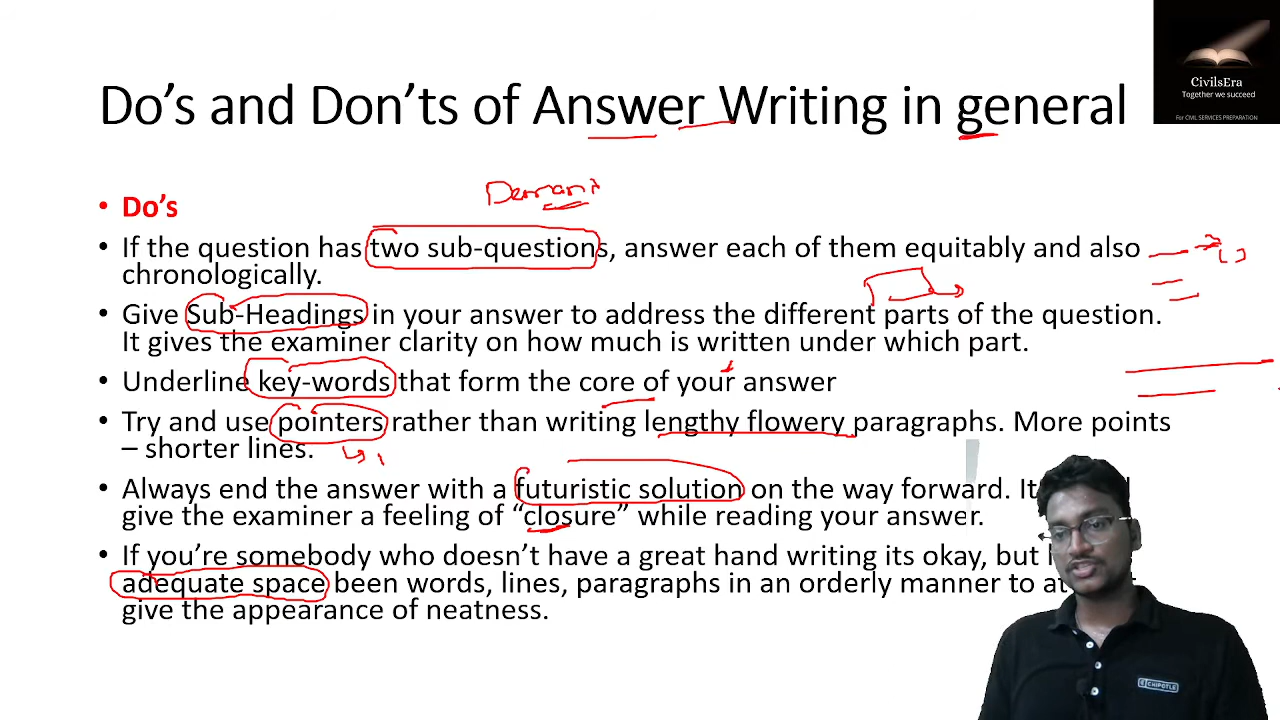 CivilsEra
Together we succeed
For CIVIL SERVICES PREPARATION
Do's and Don'ts of Answer Writing in general
Demand
• Do's
• If the question has two sub-questions, answer each of them equitably and also
chronologically.
• Give Sub-Headings in your answer to address the different parts of the question.
It gives the examiner clarity on how much is written under which part.
• Underline key-words that form the core of your answer
• Try and use pointers rather than writing lengthy flowery paragraphs. More points
– shorter lines.
• Always end the answer with a futuristic solution on the way forward. It
give the examiner a feeling of “closure” while reading your answer.
• If you're somebody who doesn't have a great hand writing its okay, but
adequate space been words, lines, paragraphs in an orderly manner to
give the appearance of neatness.
CHIPOTLE